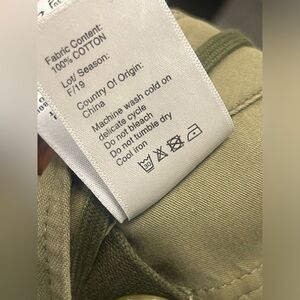 Fabric Content:
100% COTTON
Lot/ Season:
F/19
Country Of Origin:
China
Machine wash cold on
delicate cycle
Do not bleach
Do not tumble dry
Cool iron